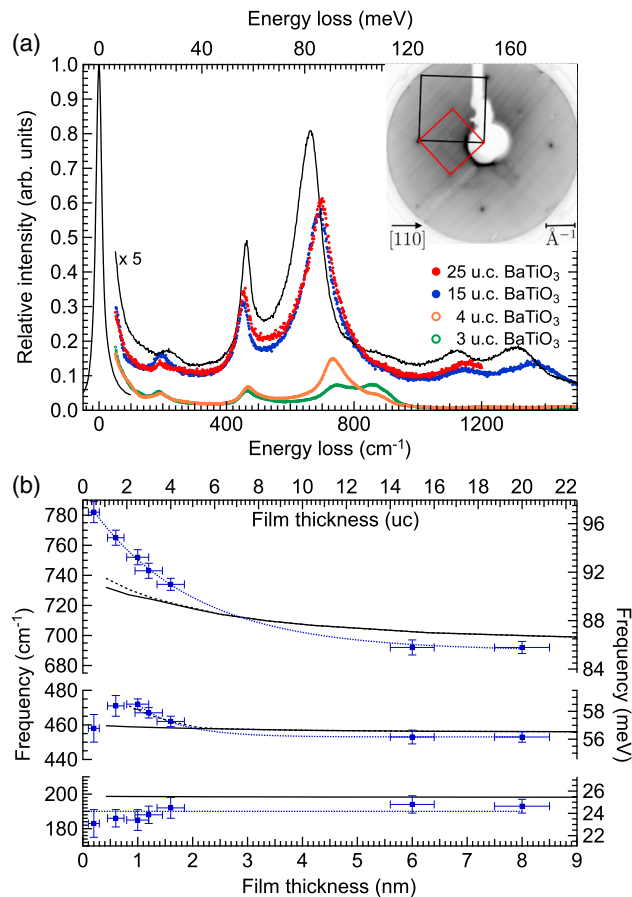 Energy loss (meV)
(a)
0 40 80 120 160
1.0
0.9
0.8
0.7
0.6
0.5
0.4
0.3
0.2
0.1
0.0
Relative intensity (arb. units)
x 5
[110]
Å⁻¹
25 u.c. BaTiO₃
15 u.c. BaTiO₃
4 u.c. BaTiO₃
3 u.c. BaTiO₃
0 400 800 1200
Energy loss (cm⁻¹)
(b)
0 2 4 6 8 10 12 14 16 18 20 22
Film thickness (uc)
780
760
740
720
700
680
96
92
88
84
480
460
440
58
56
200
190
170
26
24
22
Frequency (cm⁻¹)
Frequency (meV)
0 1 2 3 4 5 6 7 8 9
Film thickness (nm)